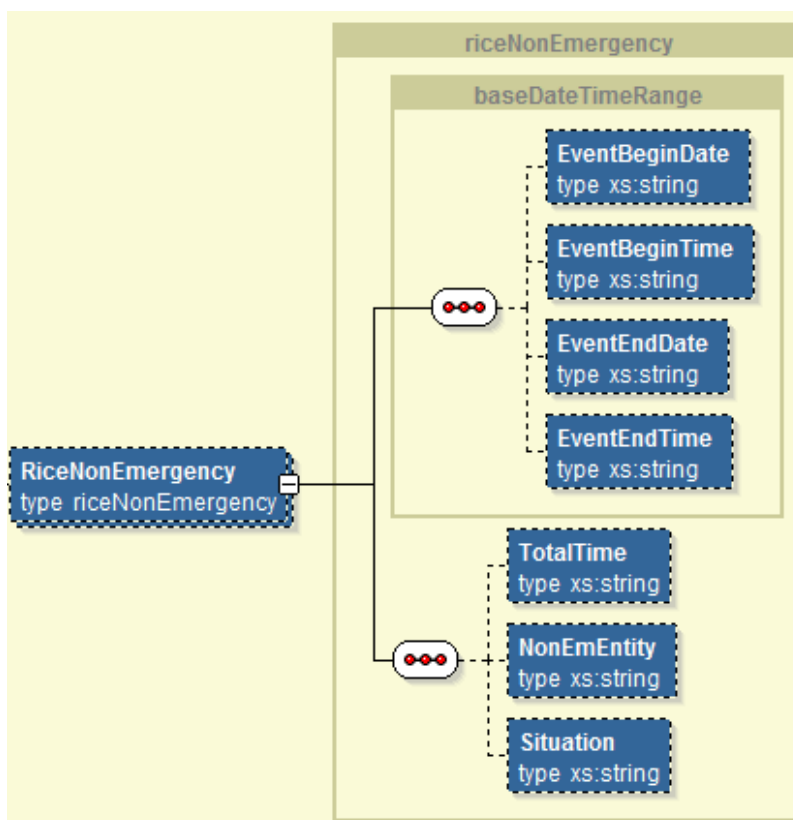 riceNonEmergency
baseDateTimeRange
EventBeginDate
type xs:string
EventBeginTime
type xs:string
EventEndDate
type xs:string
EventEndTime
type xs:string
RiceNonEmergency
type riceNonEmergency
TotalTime
type xs:string
NonEmEntity
type xs:string
Situation
type xs:string